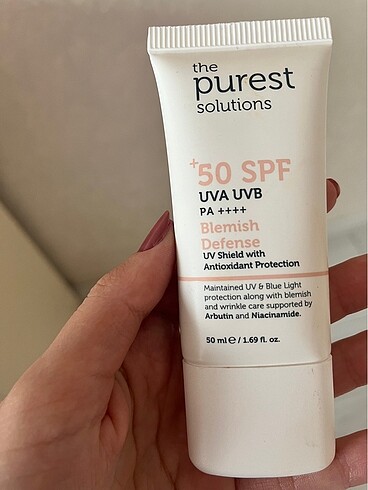 the
purest
solutions
+50 SPF
UVA UVB
PA ++++
Blemish
Defense
UV Shield with
Antioxidant Protection
Maintained UV & Blue Light
protection along with blemish
and wrinkle care supported by
Arbutin and Niacinamide.
50 ml ℮ / 1.69 fl. oz.